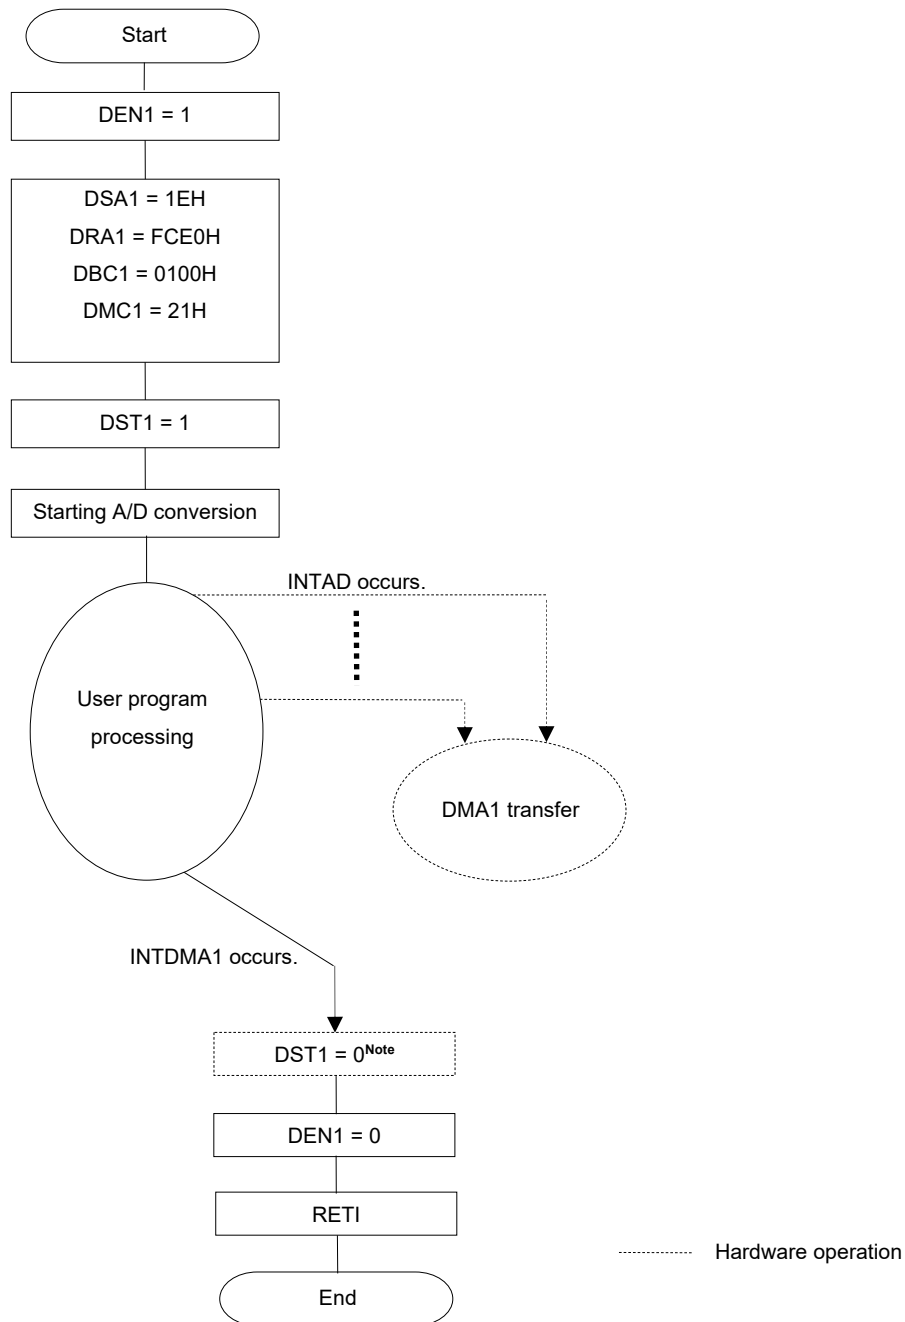 Start
DEN1 = 1
DSA1 = 1EH
DRA1 = FCE0H
DBC1 = 0100H
DMC1 = 21H
DST1 = 1
Starting A/D conversion
INTAD occurs.
User program
processing
DMA1 transfer
INTDMA1 occurs.
DST1 = 0Note
DEN1 = 0
RETI
Hardware operation
End